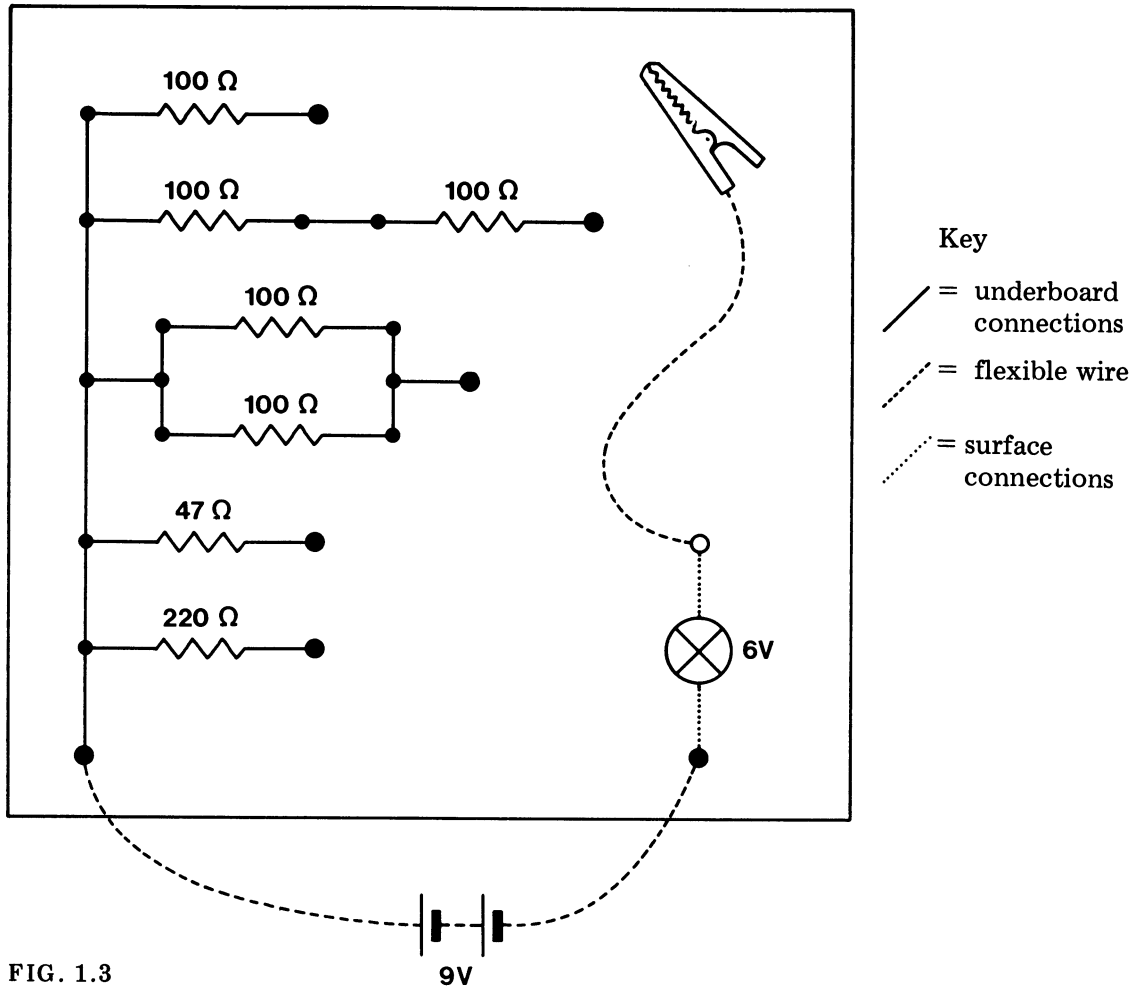 100 Ω
100 Ω
100 Ω
100 Ω
100 Ω
47 Ω
220 Ω
6V
9V
Key
= underboard
connections
= flexible wire
= surface
connections
FIG. 1.3